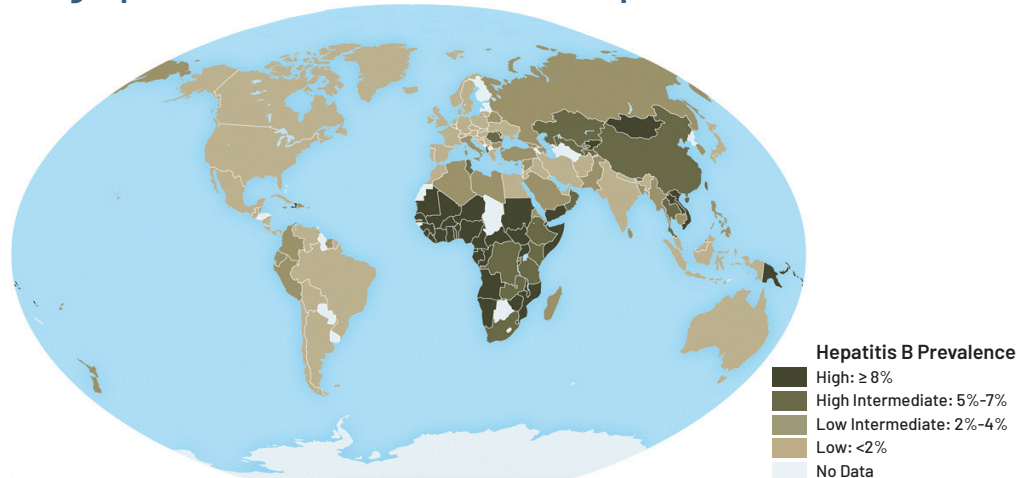 Hepatitis B Prevalence
High: ≥ 8%
High Intermediate: 5%-7%
Low Intermediate: 2%-4%
Low: <2%
No Data